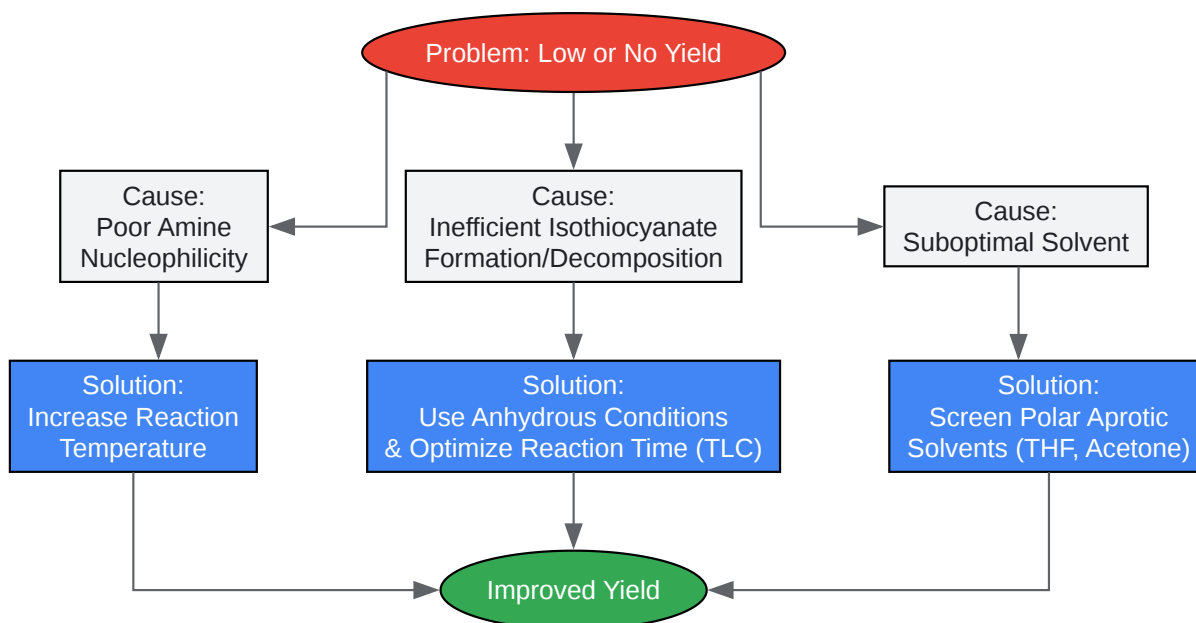 Problem: Low or No Yield
Cause:
Poor Amine
Nucleophilicity
Cause:
Inefficient Isothiocyanate
Formation/Decomposition
Cause:
Suboptimal Solvent
Solution:
Increase Reaction
Temperature
Solution:
Use Anhydrous Conditions
& Optimize Reaction Time (TLC)
Solution:
Screen Polar Aprotic
Solvents (THF, Acetone)
Improved Yield